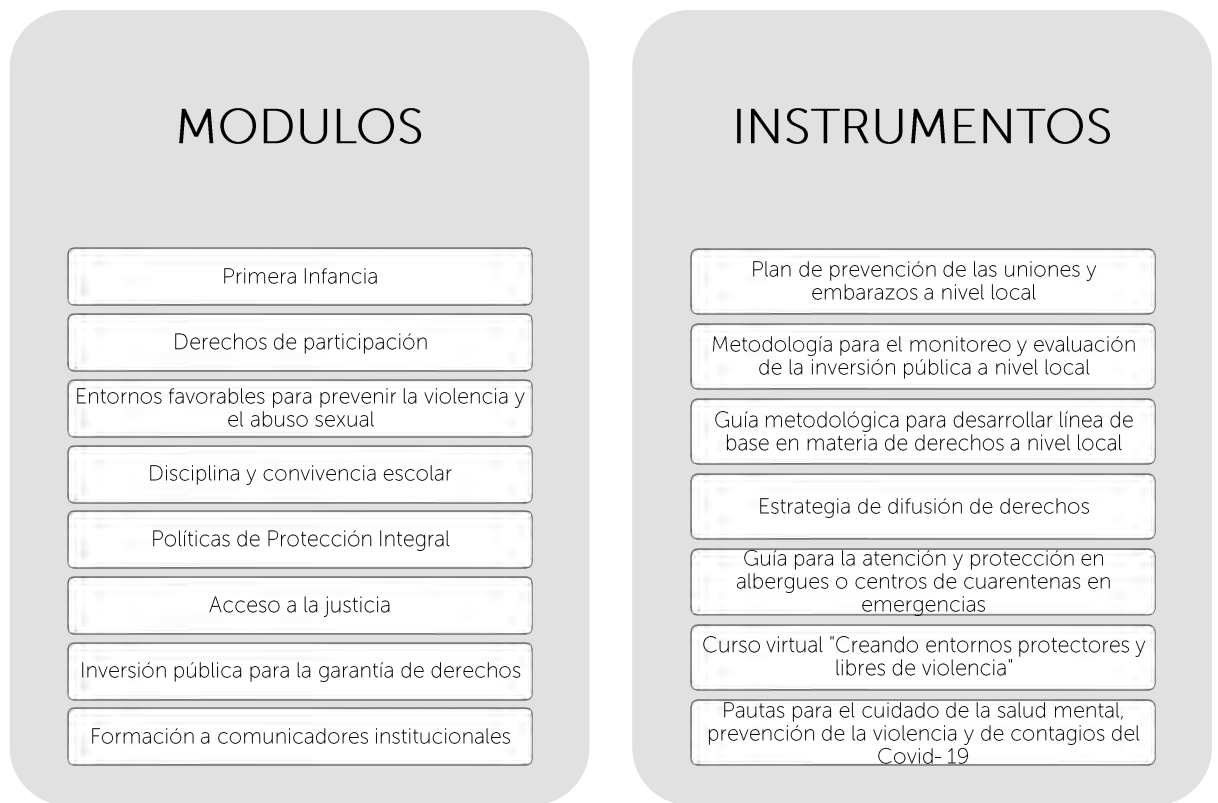 MODULOS
Primera Infancia
Derechos de participación
Entornos favorables para prevenir la violencia y
el abuso sexual
Disciplina y convivencia escolar
Políticas de Protección Integral
Acceso a la justicia
Inversión pública para la garantía de derechos
Formación a comunicadores institucionales
INSTRUMENTOS
Plan de prevención de las uniones y
embarazos a nivel local
Metodología para el monitoreo y evaluación
de la inversión pública a nivel local
Guía metodológica para desarrollar línea de
base en materia de derechos a nivel local
Estrategia de difusión de derechos
Guía para la atención y protección en
albergues o centros de cuarentenas en
emergencias
Curso virtual "Creando entornos protectores y
libres de violencia"
Pautas para el cuidado de la salud mental,
prevención de la violencia y de contagios del
Covid- 19